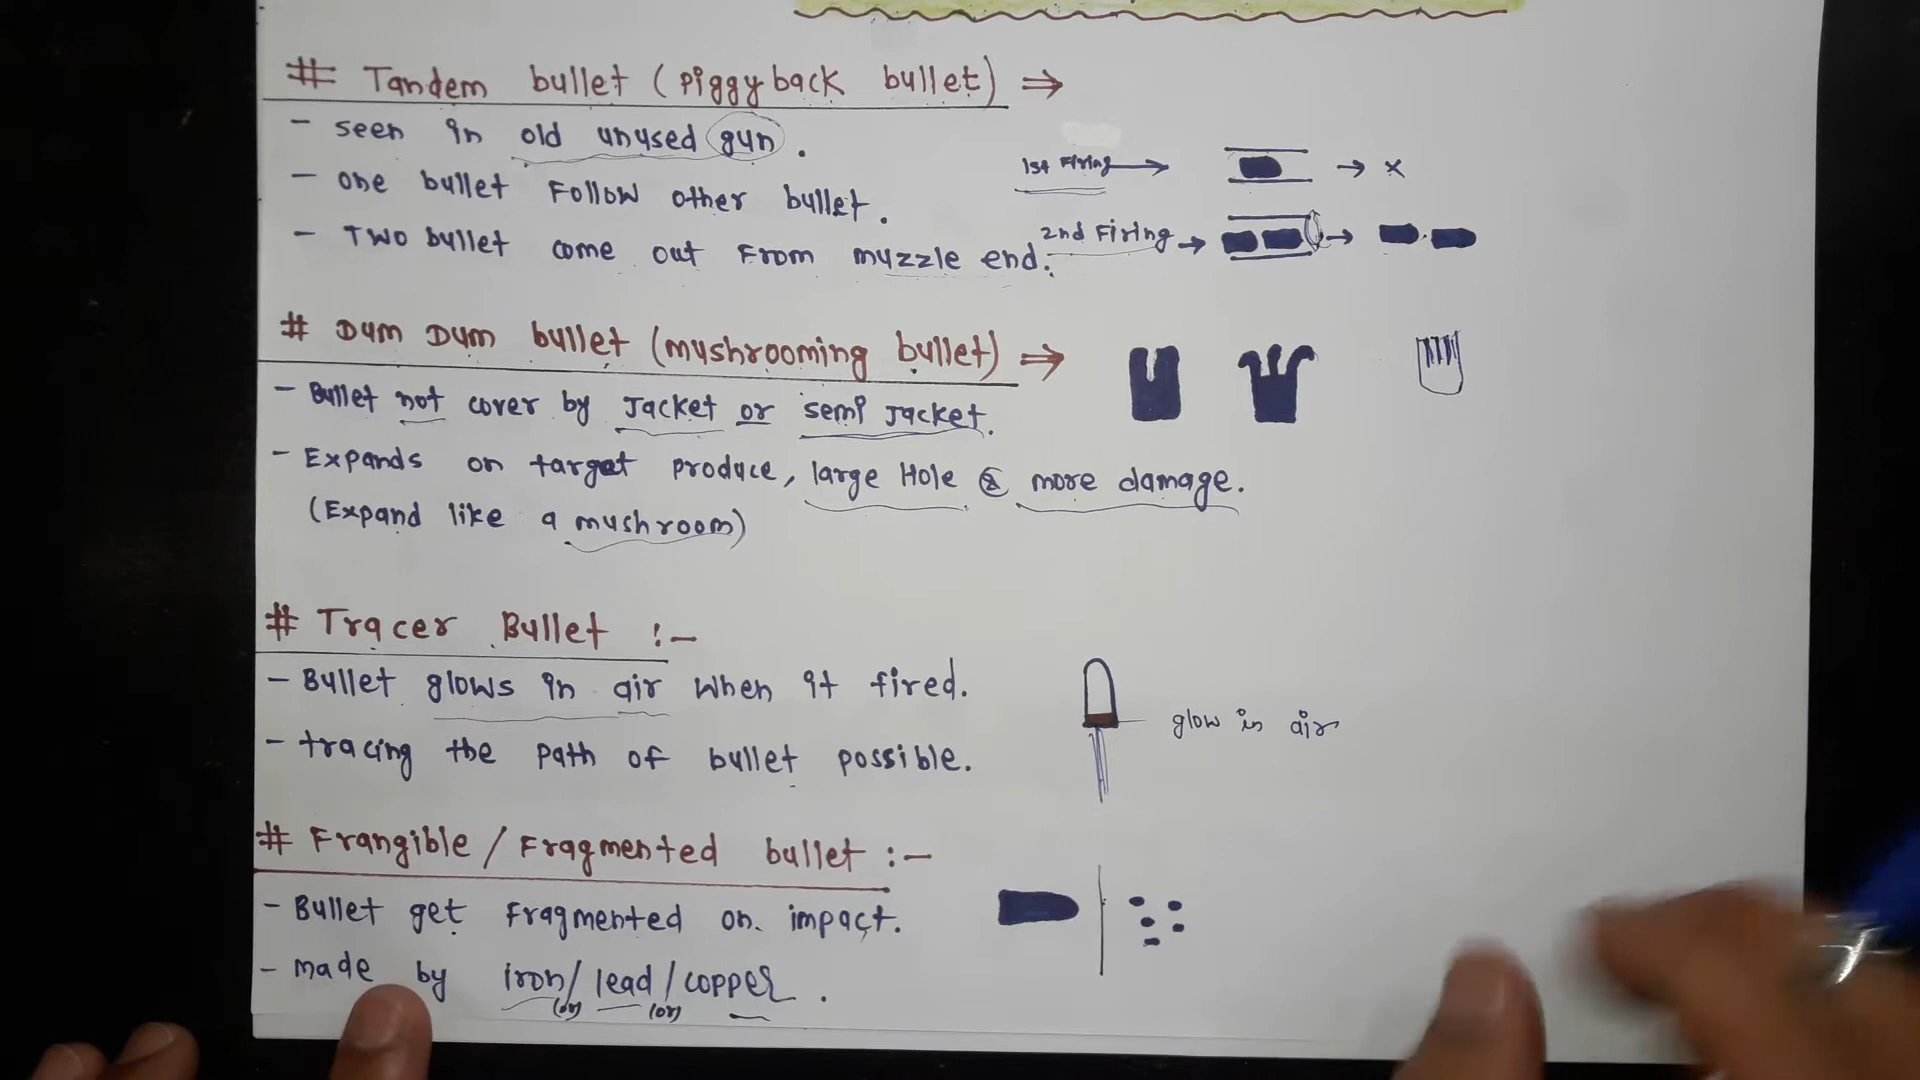 # Tandem bullet (piggyback bullet) ⇒
- seen in old unused gun.
- one bullet Follow other bullet.
- Two bullet come out From muzzle end.
1st Firing → → ×
2nd Firing → →
# Dum Dum bullet (mushrooming bullet) ⇒
- Bullet not cover by Jacket or semi Jacket.
- Expands on target produce, large Hole & more damage.
(Expand like a mushroom)
# Tracer Bullet :-
- Bullet glows in air when it fired.
- tracing the path of bullet possible.
glow in air
# Frangible / Fragmented bullet :-
- Bullet get Fragmented on impact.
- made by iron/ lead / copper.
(or) (or)